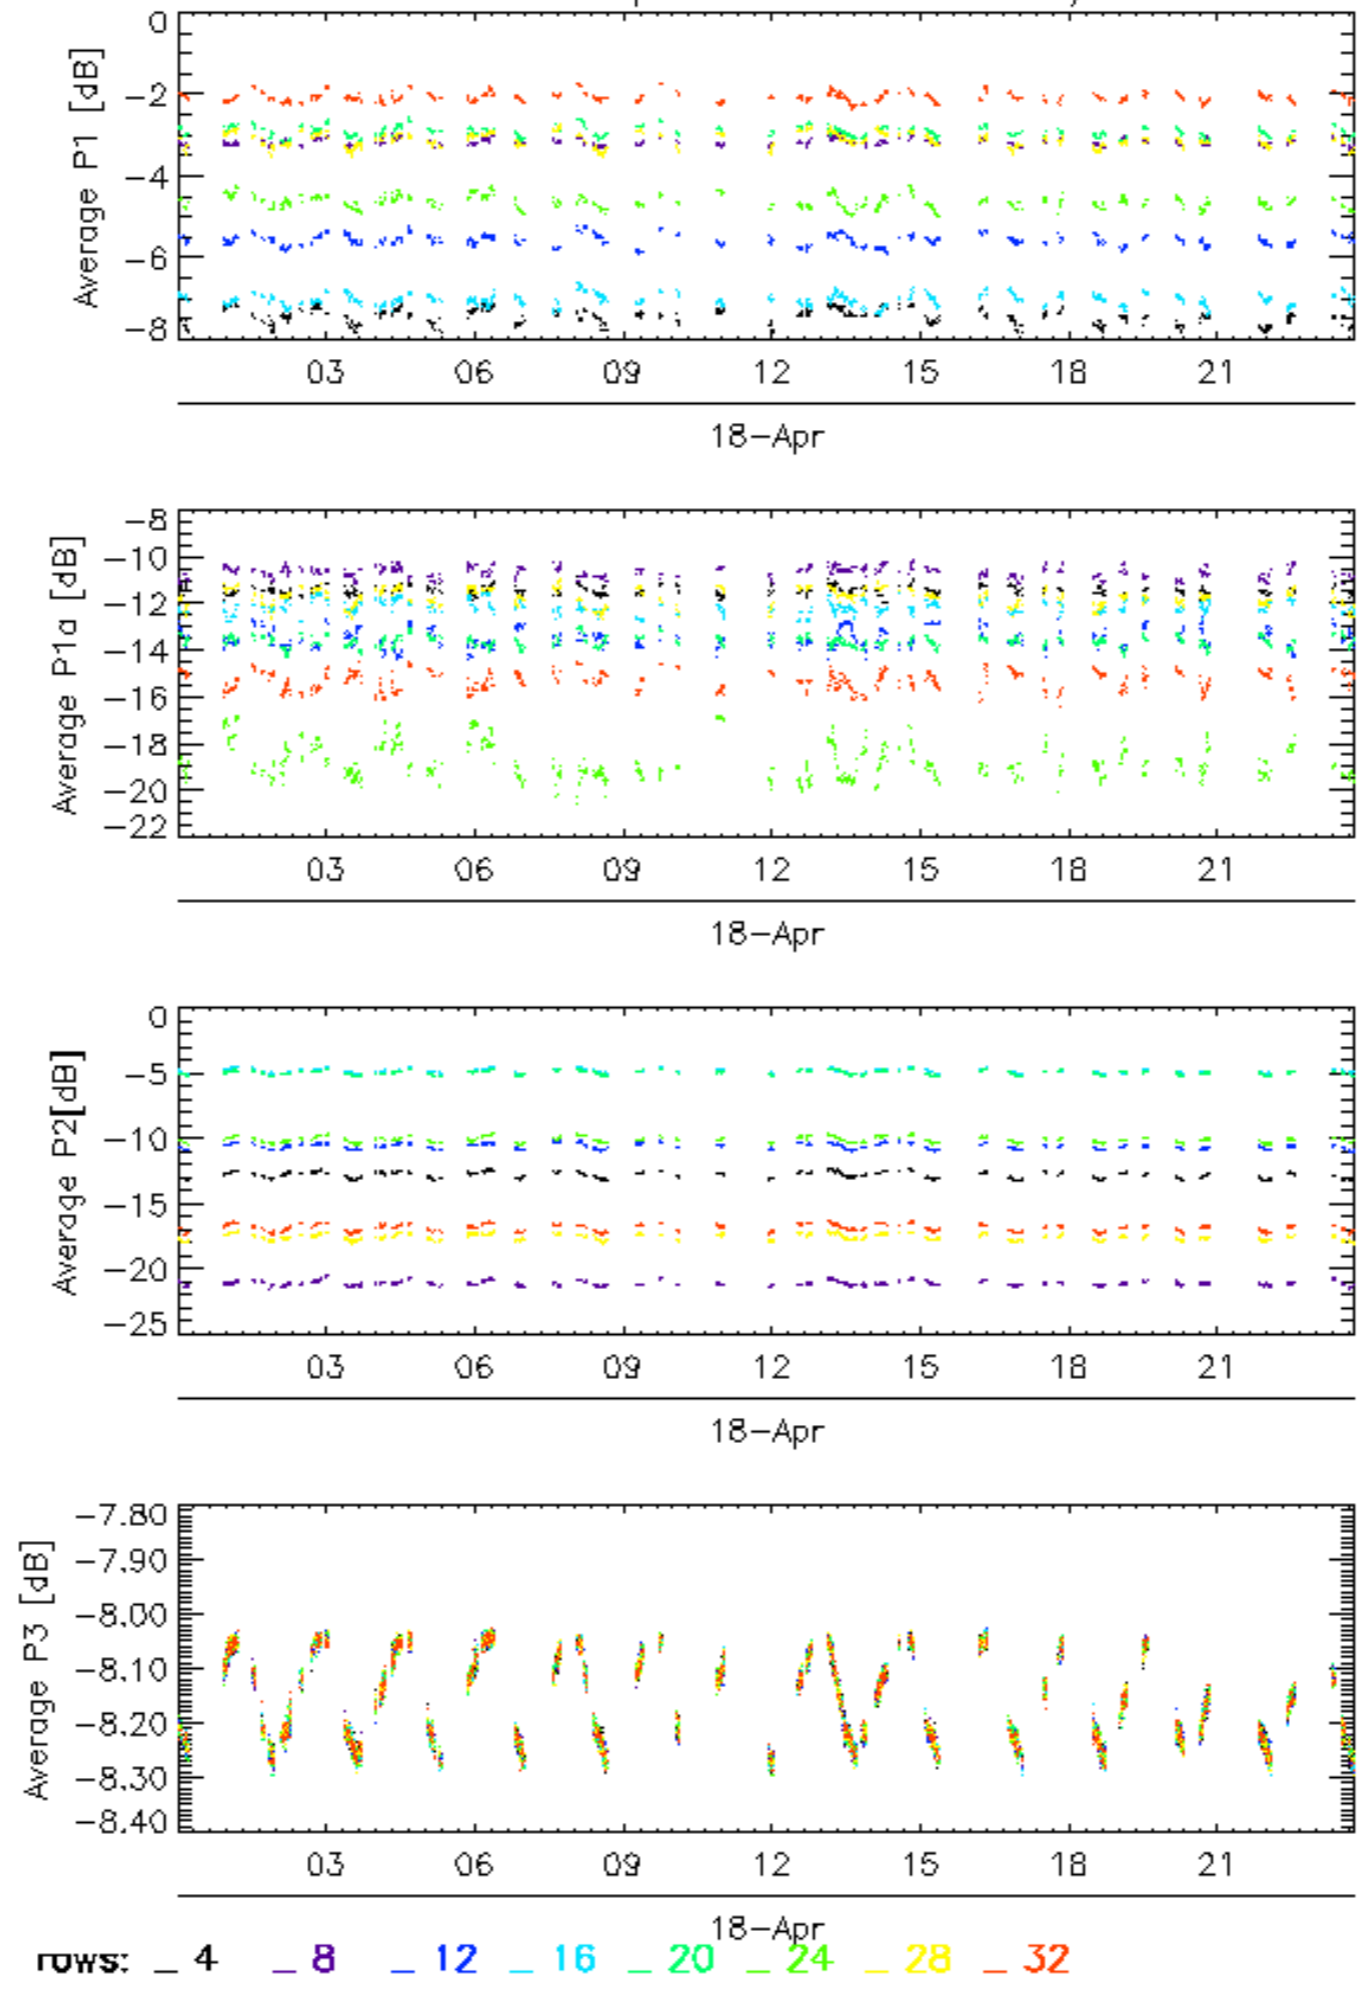 0
-2
-4
-6
-8
Average P1 [dB]
03 06 09 12 15 18 21
18-Apr
-8
-10
-12
-14
-16
-18
-20
-22
Average P1a [dB]
03 06 09 12 15 18 21
18-Apr
0
-5
-10
-15
-20
-25
Average P2[dB]
03 06 09 12 15 18 21
18-Apr
-7.80
-7.90
-8.00
-8.10
-8.20
-8.30
-8.40
Average P3 [dB]
03 06 09 12 15 18 21
18-Apr
rows: _ 4 _ 8 _ 12 _ 16 _ 20 _ 24 _ 28 _ 32